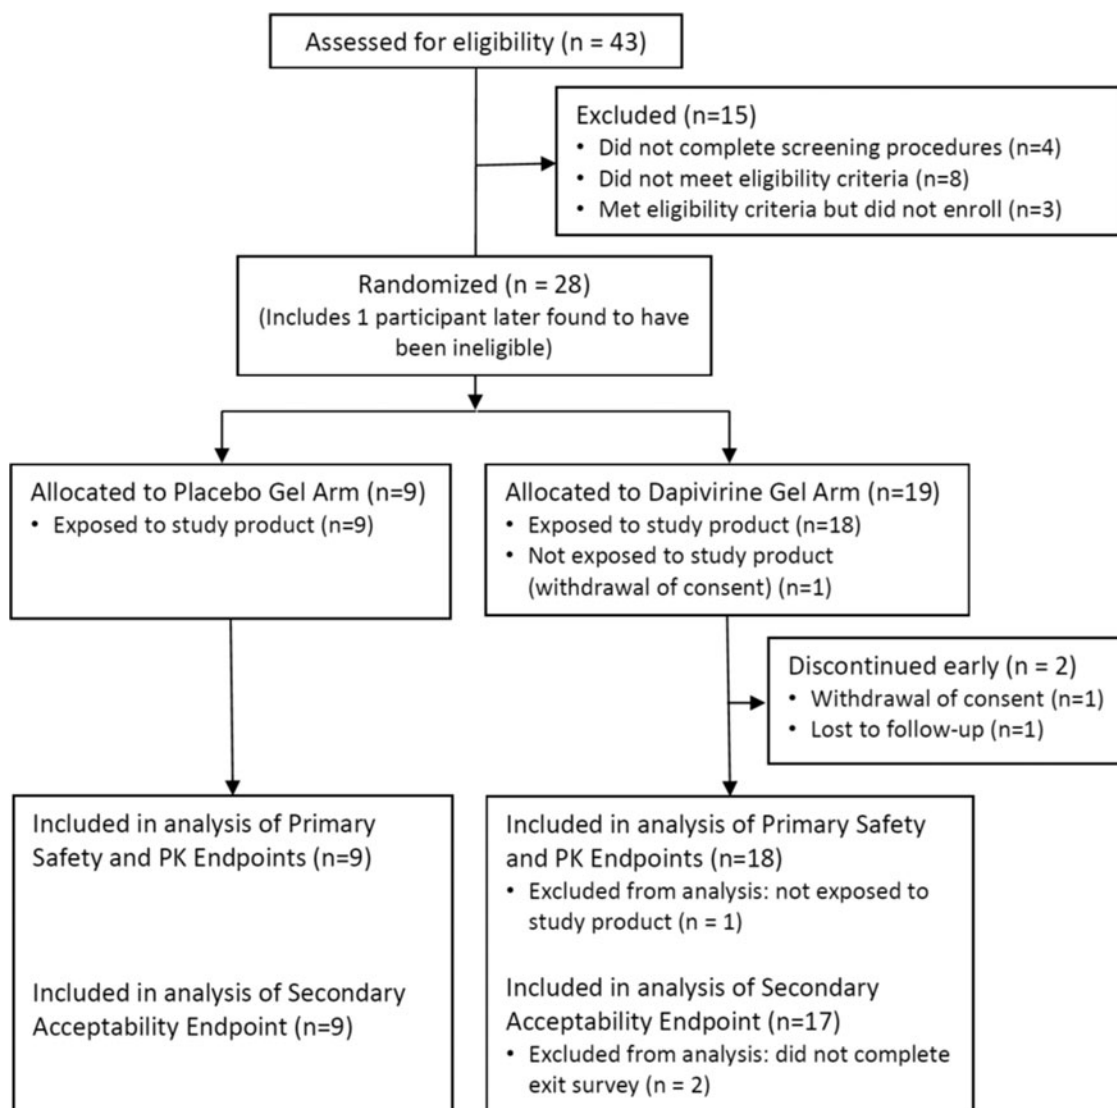 Assessed for eligibility (n = 43)
Excluded (n=15)
• Did not complete screening procedures (n=4)
• Did not meet eligibility criteria (n=8)
• Met eligibility criteria but did not enroll (n=3)
Randomized (n = 28)
(Includes 1 participant later found to have
been ineligible)
Allocated to Placebo Gel Arm (n=9)
• Exposed to study product (n=9)
Allocated to Dapivirine Gel Arm (n=19)
• Exposed to study product (n=18)
• Not exposed to study product
(withdrawal of consent) (n=1)
Discontinued early (n = 2)
• Withdrawal of consent (n=1)
• Lost to follow-up (n=1)
Included in analysis of Primary
Safety and PK Endpoints (n=9)
Included in analysis of Secondary
Acceptability Endpoint (n=9)
Included in analysis of Primary Safety
and PK Endpoints (n=18)
• Excluded from analysis: not exposed to
study product (n = 1)
Included in analysis of Secondary
Acceptability Endpoint (n=17)
• Excluded from analysis: did not complete
exit survey (n = 2)